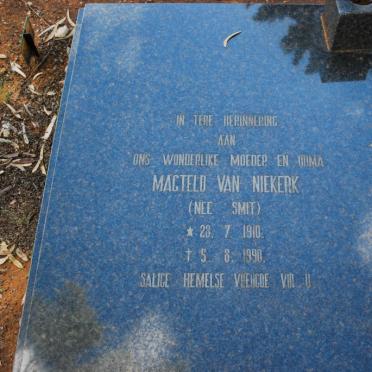 IN TERE HERINNERING
AAN
ONS WONDERLIKE MOEDER EN OUMA
MAGTELD VAN NIEKERK
(NEE SMIT)
★ 23. 7. 1910.
† 5. 8. 1990.
SALIGE HEMELSE VREUGDE VIR U